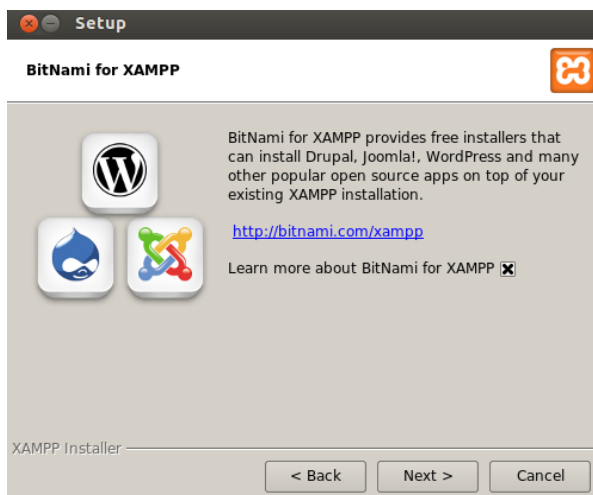 Setup
BitNami for XAMPP
BitNami for XAMPP provides free installers that
can install Drupal, Joomla!, WordPress and many
other popular open source apps on top of your
existing XAMPP installation.
http://bitnami.com/xampp
Learn more about BitNami for XAMPP
XAMPP Installer
< Back Next > Cancel